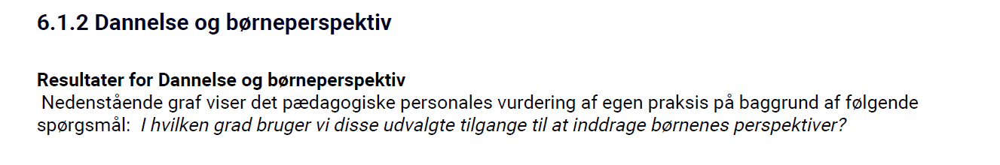 6.1.2 Dannelse og børneperspektiv
Resultater for Dannelse og børneperspektiv
Nedenstående graf viser det pædagogiske personales vurdering af egen praksis på baggrund af følgende
spørgsmål: I hvilken grad bruger vi disse udvalgte tilgange til at inddrage børnenes perspektiver?